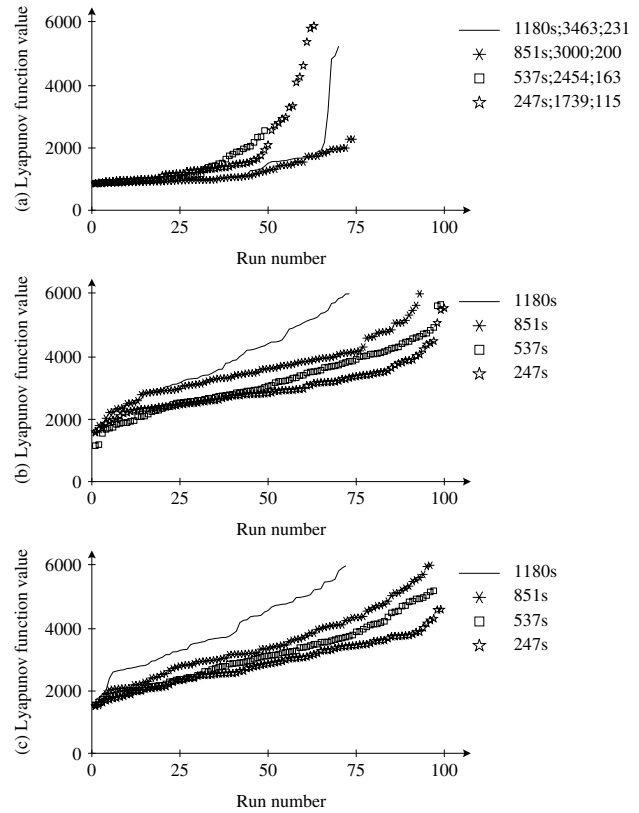 (a) Lyapunov function value
6000
4000
2000
0
0 25 50 75 100
Run number
1180s;3463;231
851s;3000;200
537s;2454;163
247s;1739;115
(b) Lyapunov function value
6000
4000
2000
0
0 25 50 75 100
Run number
1180s
851s
537s
247s
(c) Lyapunov function value
6000
4000
2000
0
0 25 50 75 100
Run number
1180s
851s
537s
247s